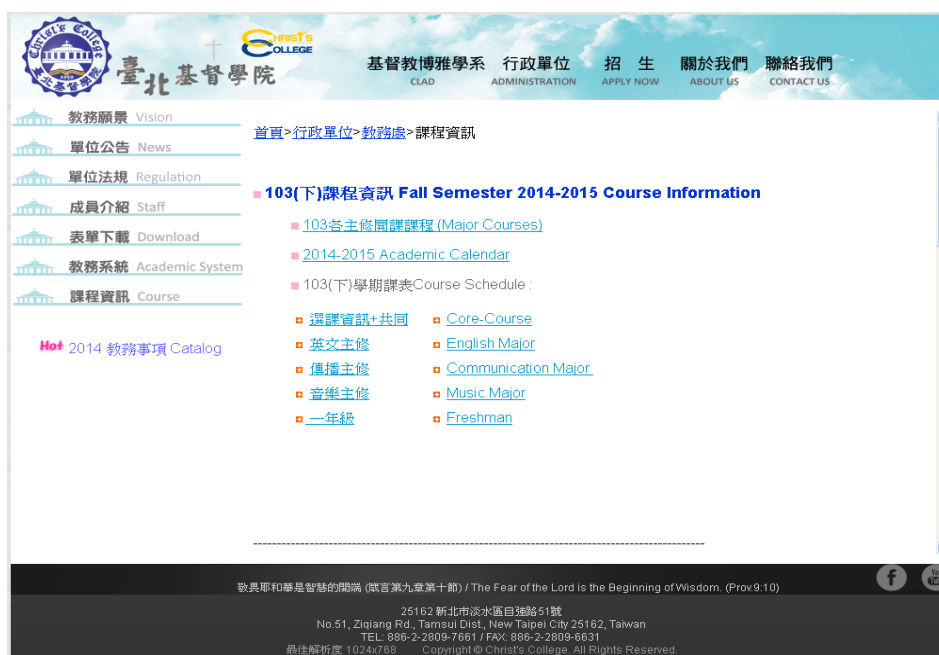 臺北基督學院
CHRIST'S COLLEGE
基督教博雅學系 行政單位 招 生 關於我們 聯絡我們
CLAD ADMINISTRATION APPLY NOW ABOUT US CONTACT US
教務願景 Vision
單位公告 News
單位法規 Regulation
成員介紹 Staff
表單下載 Download
教務系統 Academic System
課程資訊 Course
Hot 2014 教務事項 Catalog
首頁>行政單位>教務處>課程資訊
103(下)課程資訊 Fall Semester 2014-2015 Course Information
103各主修開課課程 (Major Courses)
2014-2015 Academic Calendar
103(下)學期課表Course Schedule :
選課資訊+共同 Core-Course
英文主修 English Major
傳播主修 Communication Major
音樂主修 Music Major
一年級 Freshman
敬畏耶和華是智慧的開端 (箴言第九章第十節) / The Fear of the Lord is the Beginning of Wisdom. (Prov.9:10)
25162 新北市淡水區自強路51號
No.51, Ziqiang Rd., Tamsui Dist., New Taipei City 25162, Taiwan
TEL: 886-2-2809-7661 / FAX: 886-2-2809-6631
最佳解析度 1024x768 Copyright © Christ's College. All Rights Reserved.